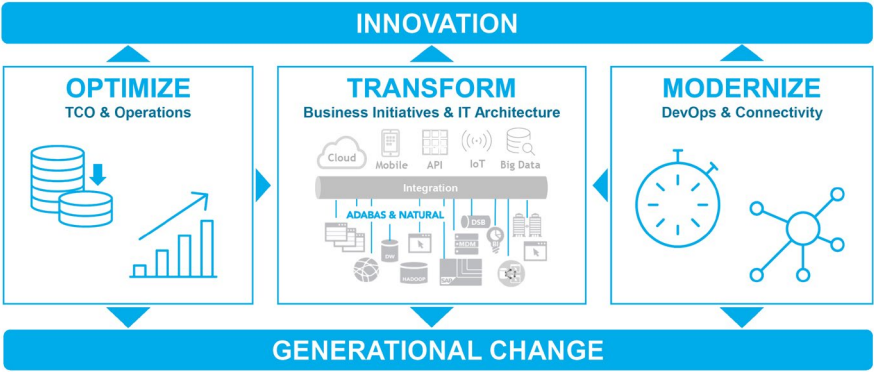 INNOVATION
OPTIMIZE
TCO & Operations
TRANSFORM
Business Initiatives & IT Architecture
Cloud
Mobile
API
IoT
Big Data
Integration
ADABAS & NATURAL
DSB
DW
MDM
BI
HADOOP
SAP
MODERNIZE
DevOps & Connectivity
GENERATIONAL CHANGE